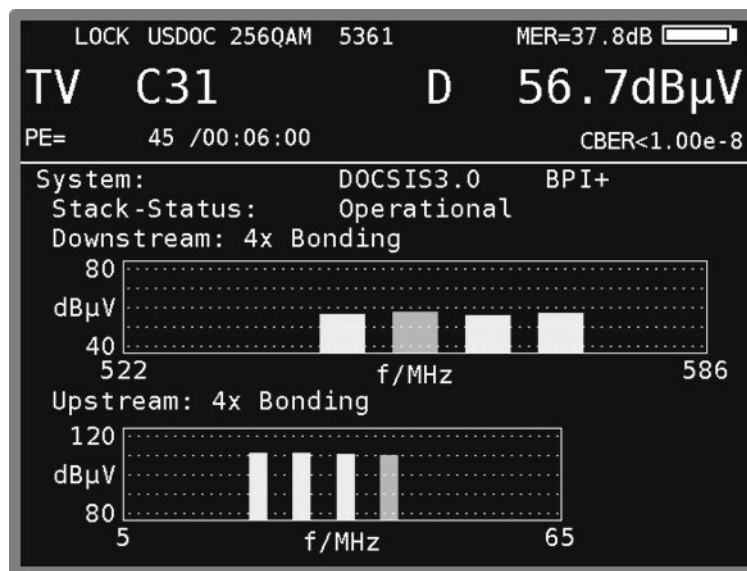 LOCK USDOC 256QAM 5361 MER=37.8dB
TV C31 D 56.7dBµV
PE= 45 /00:06:00 CBER<1.00e-8
System: DOCSIS3.0 BPI+
Stack-Status: Operational
Downstream: 4x Bonding
80
dBµV
40
522 f/MHz 586
Upstream: 4x Bonding
120
dBµV
80
5 f/MHz 65